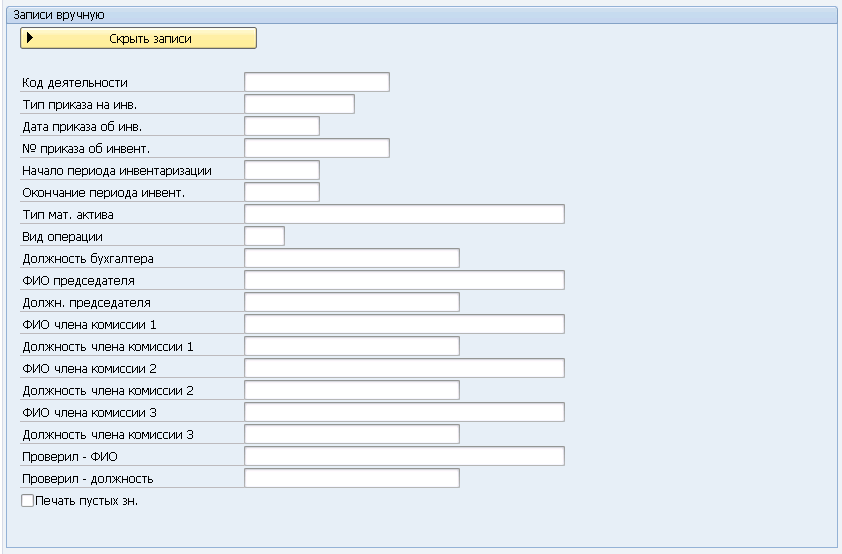 Записи вручную
Скрыть записи
Код деятельности
Тип приказа на инв.
Дата приказа об инв.
№ приказа об инвент.
Начало периода инвентаризации
Окончание периода инвент.
Тип мат. актива
Вид операции
Должность бухгалтера
ФИО председателя
Должн. председателя
ФИО члена комиссии 1
Должность члена комиссии 1
ФИО члена комиссии 2
Должность члена комиссии 2
ФИО члена комиссии 3
Должность члена комиссии 3
Проверил - ФИО
Проверил - должность
Печать пустых зн.